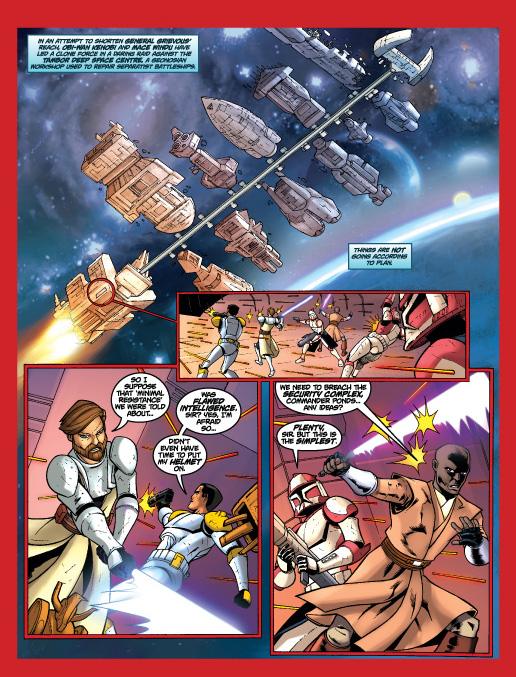 IN AN ATTEMPT TO SHORTEN GENERAL GRIEVOUS'
REACH, OBI-WAN KENOBI AND MACE WINDU HAVE
LED A CLONE FORCE IN A DARING RAID AGAINST THE
TAMBOR DEEP SPACE CENTRE, A GEONOSIAN
WORKSHOP USED TO REPAIR SEPARATIST BATTLESHIPS.
THINGS ARE NOT
GOING ACCORDING
TO PLAN.
SO I
SUPPOSE
THAT 'MINIMAL
RESISTANCE'
WE WERE TOLD
ABOUT...
WAS
FLAWED
INTELLIGENCE,
SIR? YES, I'M
AFRAID
SO...
DIDN'T
EVEN HAVE
TIME TO PUT
MY HELMET
ON.
WE NEED TO BREACH THE
SECURITY COMPLEX,
COMMANDER PONDS...
ANY IDEAS?
PLENTY,
SIR. BUT THIS IS
THE SIMPLEST.